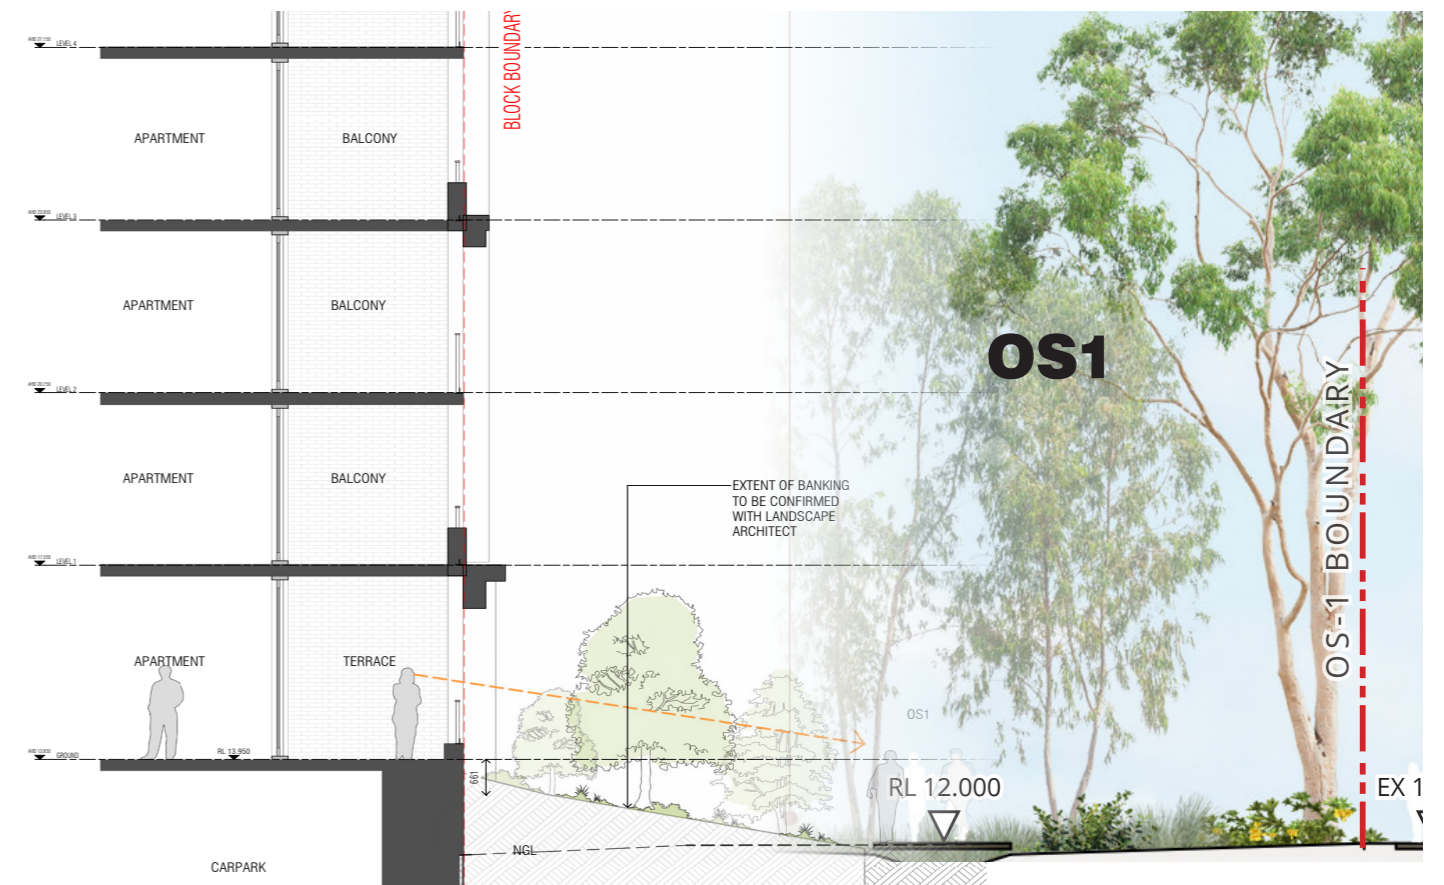 BLOCK BOUNDARY
LEVEL 4
APARTMENT
BALCONY
LEVEL 3
APARTMENT
BALCONY
OS1
LEVEL 2
OS-1 BOUNDARY
APARTMENT
BALCONY
EXTENT OF BANKING
TO BE CONFIRMED
WITH LANDSCAPE
ARCHITECT
LEVEL 1
APARTMENT
TERRACE
OS1
GROUND
RL 13.950
661
RL 12.000
EX 1
NGL
CARPARK